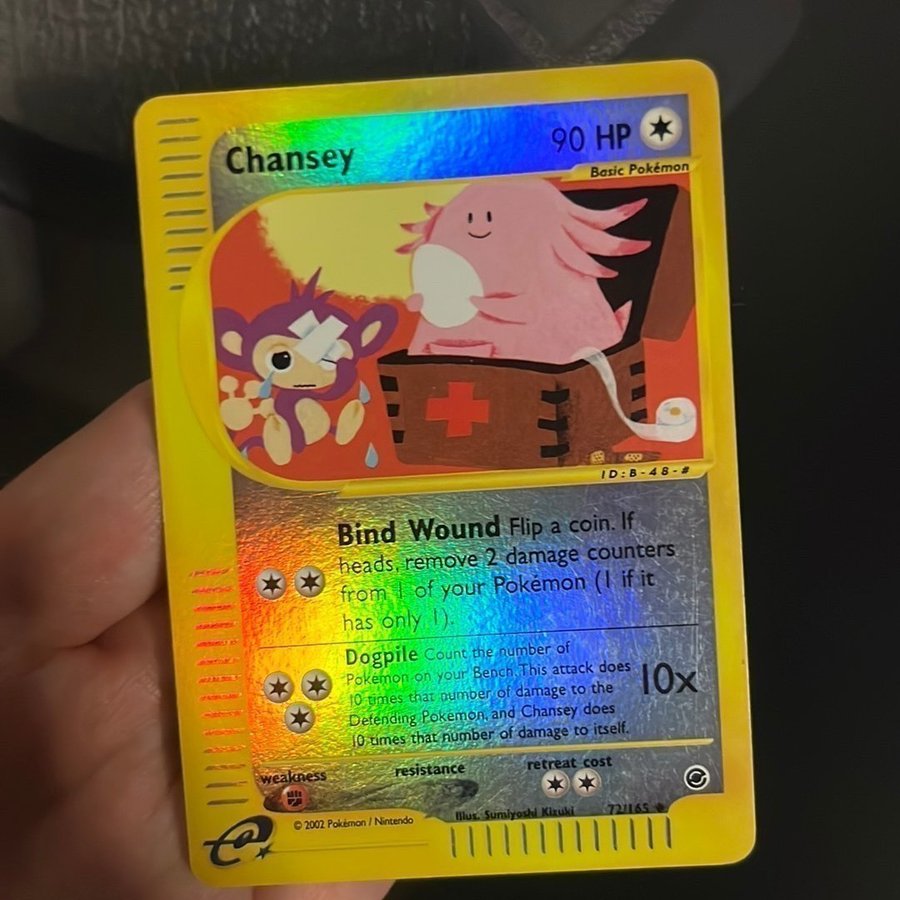 Chansey
90 HP
Basic Pokémon
ID:B-48-#
Bind Wound Flip a coin. If
heads, remove 2 damage counters
from 1 of your Pokémon (1 if it
has only 1).
Dogpile Count the number of
Pokémon on your Bench. This attack does
10 times that number of damage to the
Defending Pokémon, and Chansey does
10 times that number of damage to itself.
10x
weakness
resistance
retreat cost
Illus. Sumiyoshi Kizuki
72/165
© 2002 Pokémon / Nintendo
e